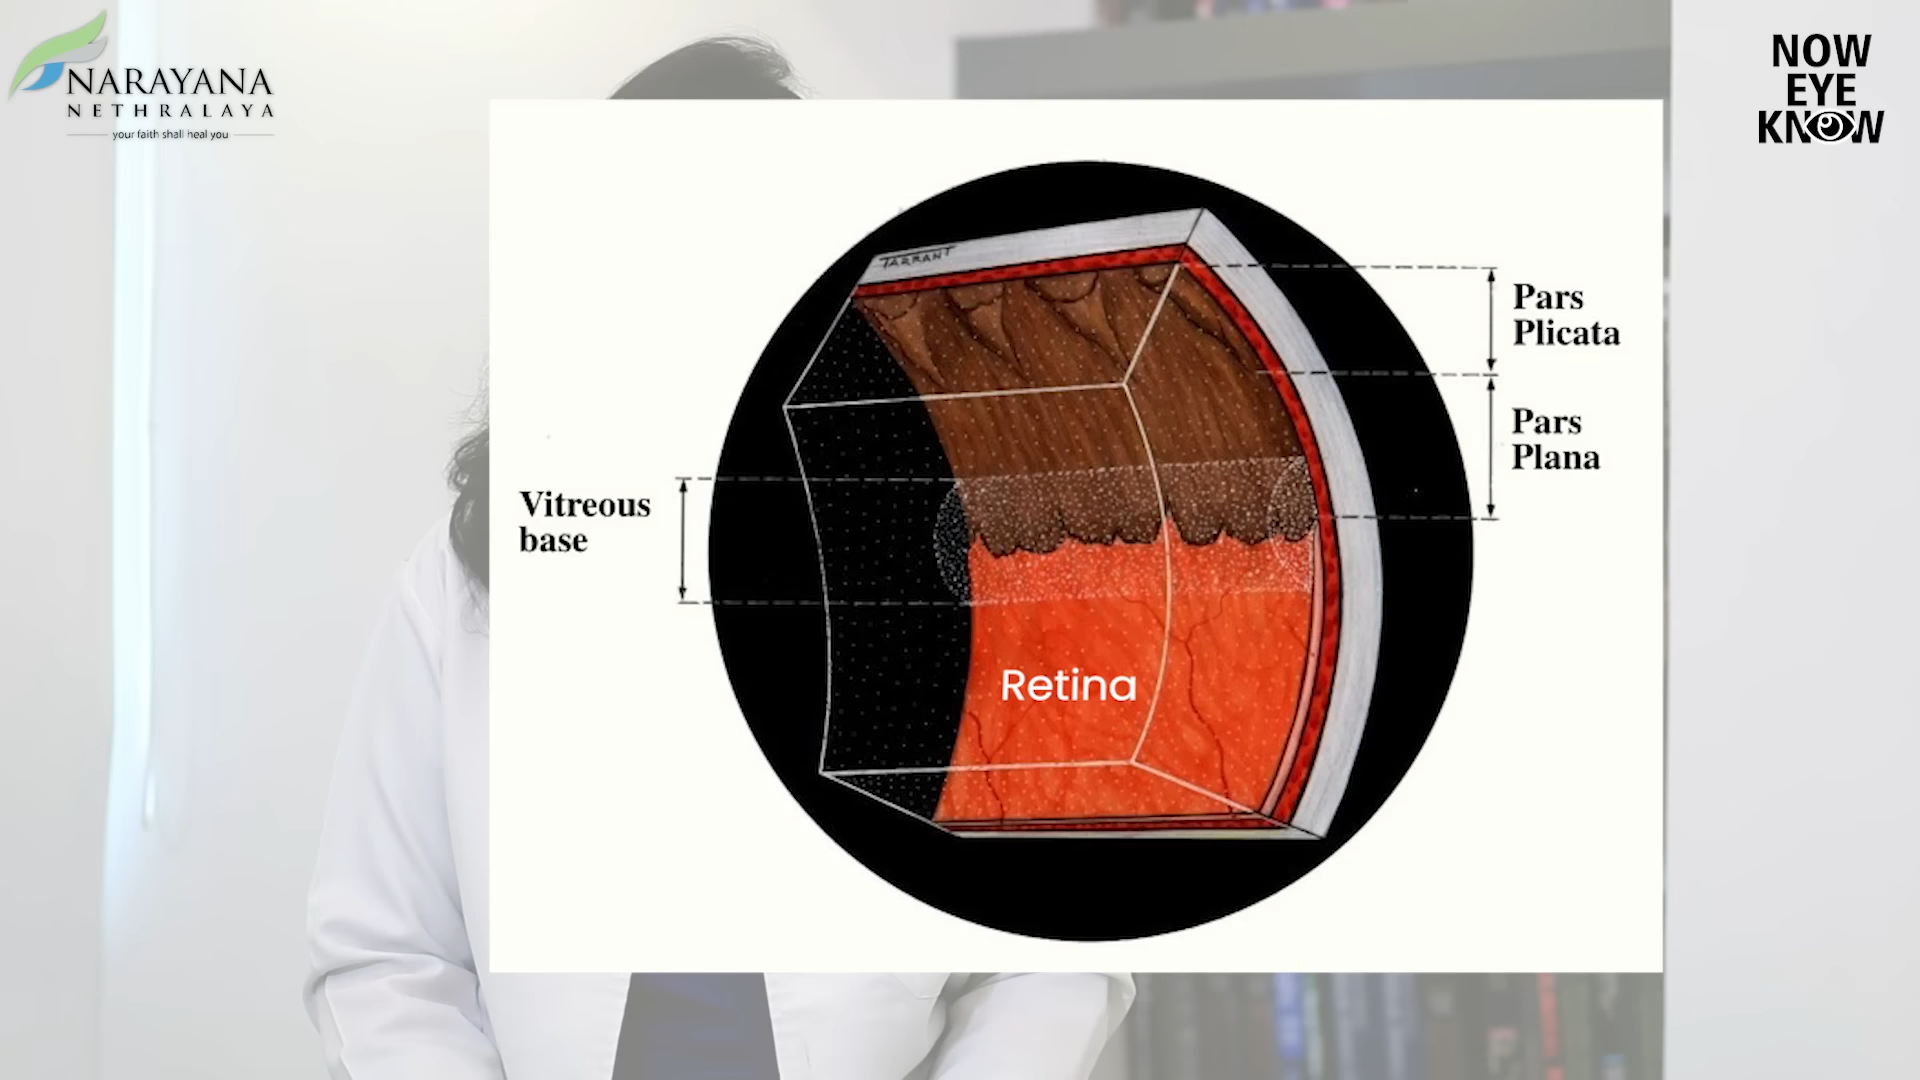 NARAYANA
NETHRALAYA
your faith shall heal you
NOW
EYE
KNOW
TARRANT
Pars
Plicata
Pars
Plana
Vitreous
base
Retina